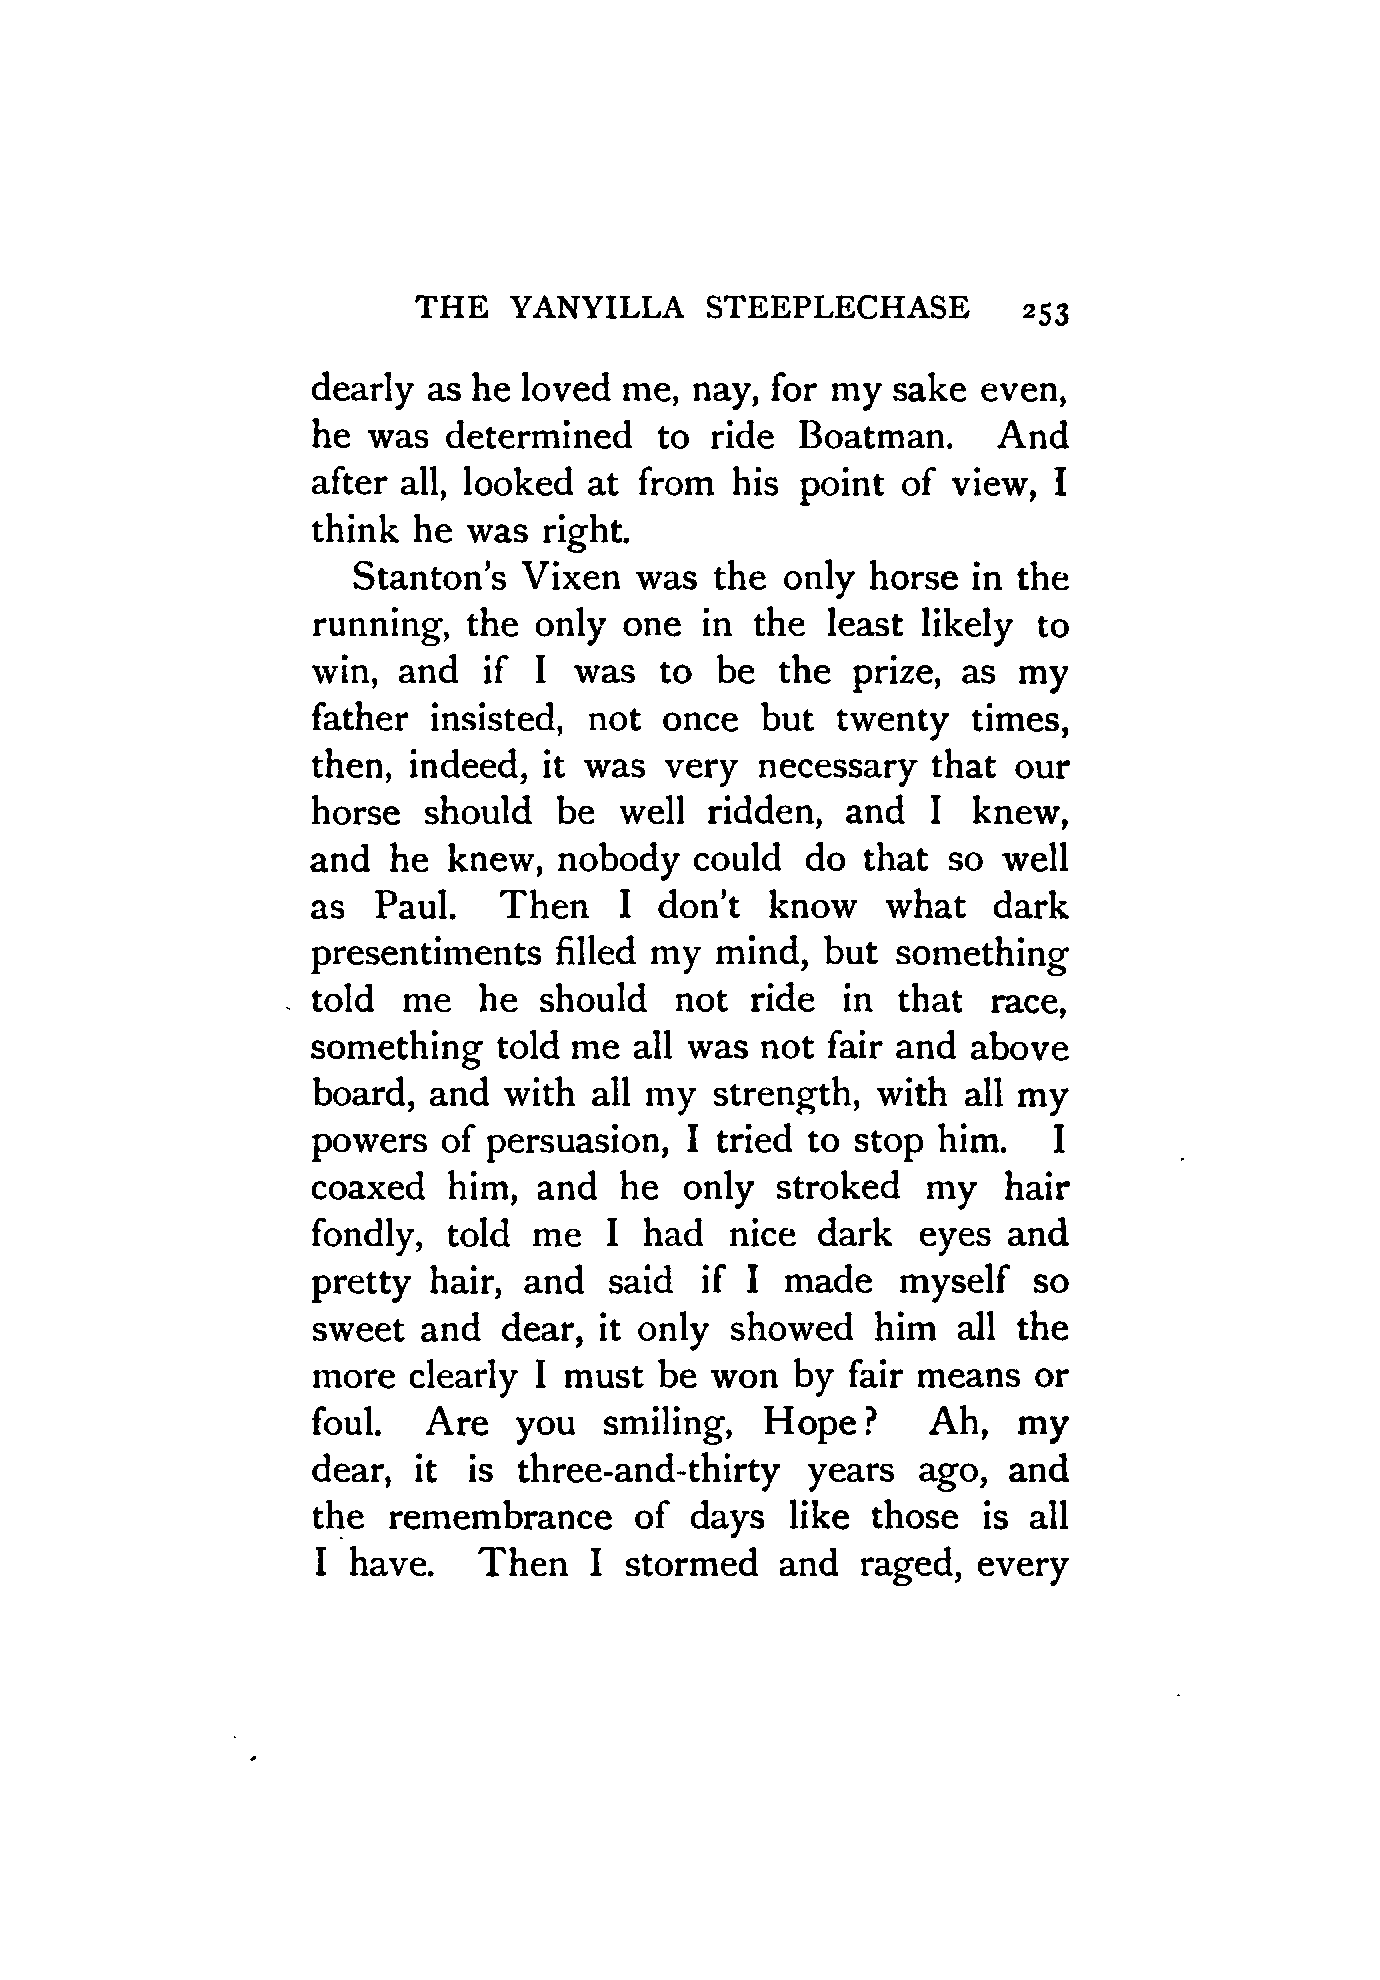 THE YANYILLA STEEPLECHASE 253
dearly as he loved me, nay, for my sake even,
he was determined to ride Boatman. And
after all, looked at from his point of view, I
think he was right.
Stanton's Vixen was the only horse in the
running, the only one in the least likely to
win, and if I was to be the prize, as my
father insisted, not once but twenty times,
then, indeed, it was very necessary that our
horse should be well ridden, and I knew,
and he knew, nobody could do that so well
as Paul. Then I don't know what dark
presentiments filled my mind, but something
told me he should not ride in that race,
something told me all was not fair and above
board, and with all my strength, with all my
powers of persuasion, I tried to stop him. I
coaxed him, and he only stroked my hair
fondly, told me I had nice dark eyes and
pretty hair, and said if I made myself so
sweet and dear, it only showed him all the
more clearly I must be won by fair means or
foul. Are you smiling, Hope? Ah, my
dear, it is three-and-thirty years ago, and
the remembrance of days like those is all
I have. Then I stormed and raged, every